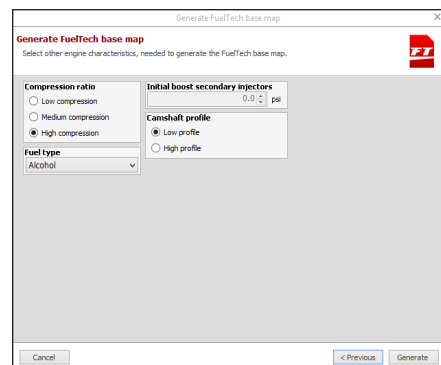 Generate FuelTech base map
Generate FuelTech base map
Select other engine characteristics, needed to generate the FuelTech base map.
FT
Compression ratio
Low compression
Medium compression
High compression
Fuel type
Alcohol
Initial boost secondary injectors
0.0 psi
Camshaft profile
Low profile
High profile
Cancel
< Previous
Generate